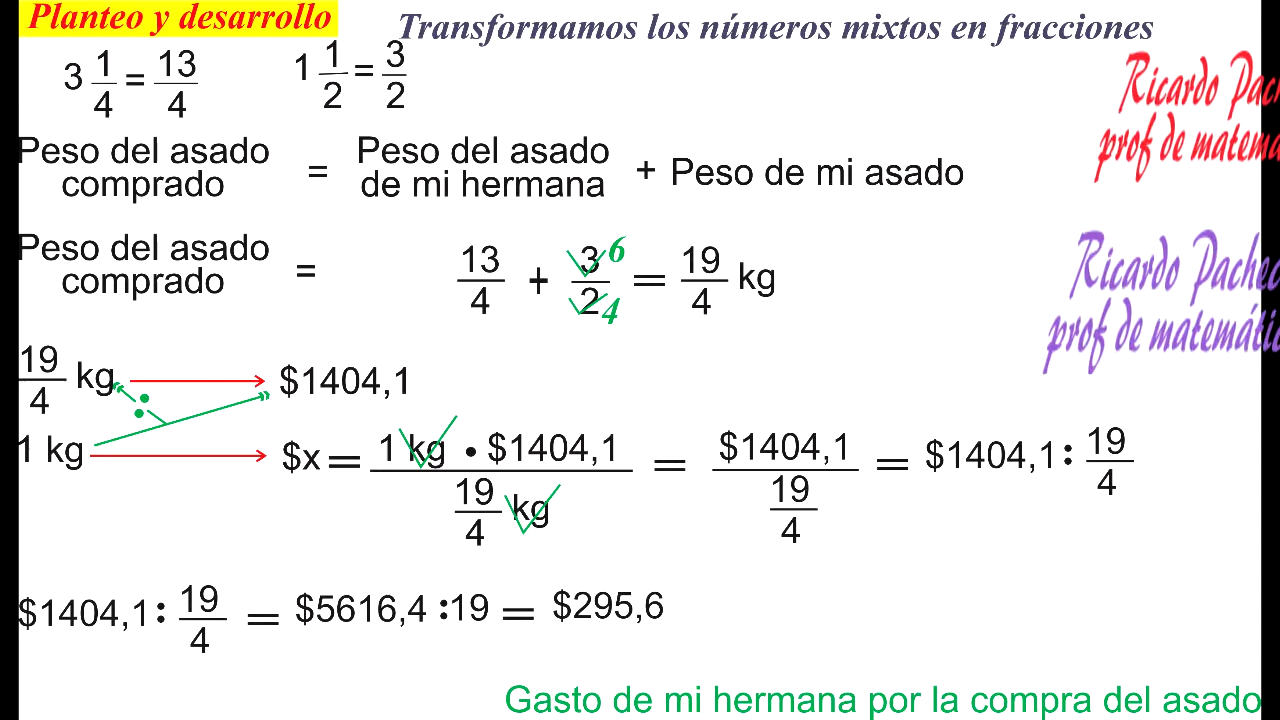 Planteo y desarrollo
Transformamos los números mixtos en fracciones
3 1/4 = 13/4    1 1/2 = 3/2
Ricardo
prof de
Peso del asado comprado = Peso del asado de mi hermana + Peso de mi asado
Peso del asado comprado = 13/4 + 3/2 6 4 = 19/4 kg
Ricardo
prof de
19/4 kg → $1404,1
:
1 kg → $x = 1 kg • $1404,1 / 19/4 kg = $1404,1 / 19/4 = $1404,1 : 19/4
$1404,1 : 19/4 = $5616,4 :19 = $295,6
Gasto de mi hermana por la compra del asado